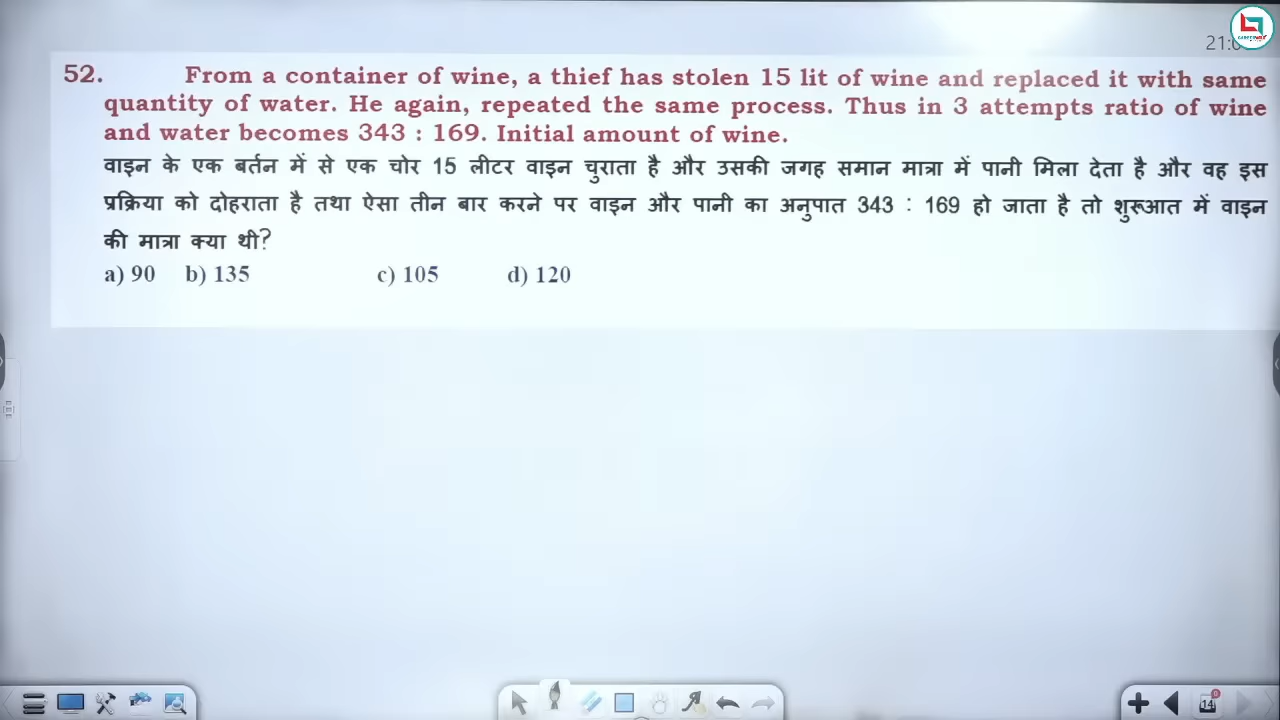 21:0
52. From a container of wine, a thief has stolen 15 lit of wine and replaced it with same
quantity of water. He again, repeated the same process. Thus in 3 attempts ratio of wine
and water becomes 343 : 169. Initial amount of wine.
वाइन के एक बर्तन में से एक चोर 15 लीटर वाइन चुराता है और उसकी जगह समान मात्रा में पानी मिला देता है और वह इस
प्रक्रिया को दोहराता है तथा ऐसा तीन बार करने पर वाइन और पानी का अनुपात 343 : 169 हो जाता है तो शुरूआत में वाइन
की मात्रा क्या थी?
a) 90 b) 135 c) 105 d) 120
14